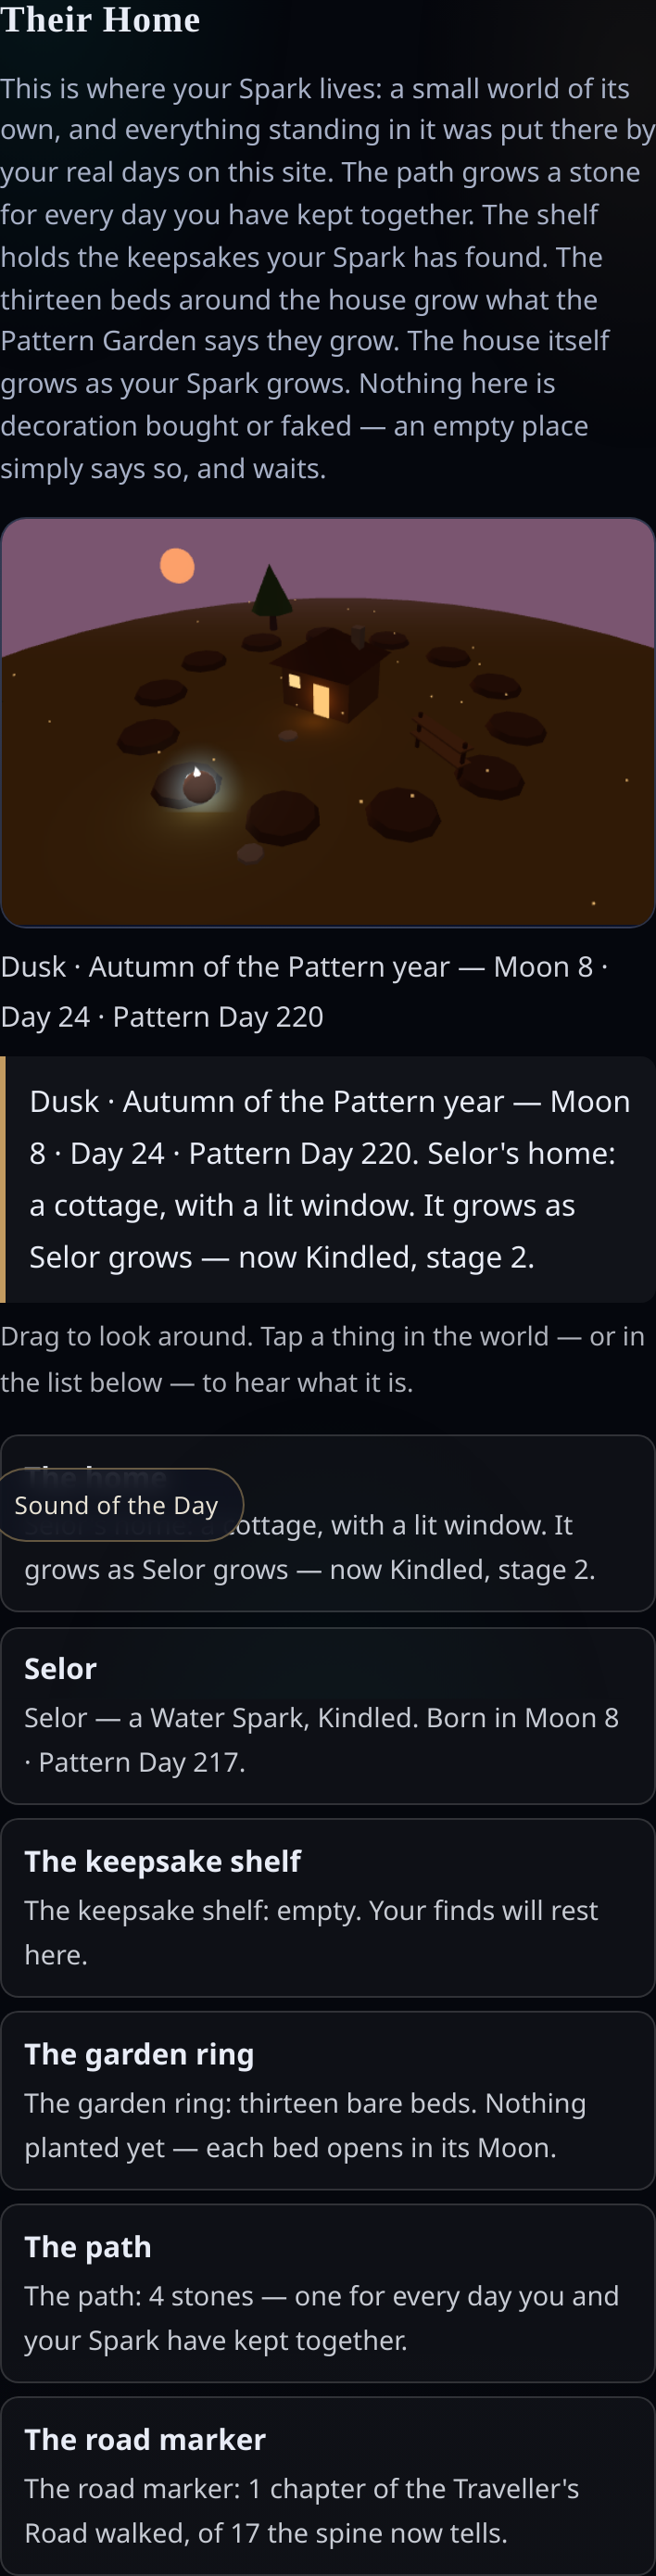 Their Home
This is where your Spark lives: a small world of its
own, and everything standing in it was put there by
your real days on this site. The path grows a stone
for every day you have kept together. The shelf
holds the keepsakes your Spark has found. The
thirteen beds around the house grow what the
Pattern Garden says they grow. The house itself
grows as your Spark grows. Nothing here is
decoration bought or faked — an empty place
simply says so, and waits.
Dusk · Autumn of the Pattern year — Moon 8 ·
Day 24 · Pattern Day 220
Dusk · Autumn of the Pattern year — Moon
8 · Day 24 · Pattern Day 220. Selor's home:
a cottage, with a lit window. It grows as
Selor grows — now Kindled, stage 2.
Drag to look around. Tap a thing in the world — or in
the list below — to hear what it is.
The home
Sound of the Day
Selor's home: a cottage, with a lit window. It
grows as Selor grows — now Kindled, stage 2.
Selor
Selor — a Water Spark, Kindled. Born in Moon 8
· Pattern Day 217.
The keepsake shelf
The keepsake shelf: empty. Your finds will rest
here.
The garden ring
The garden ring: thirteen bare beds. Nothing
planted yet — each bed opens in its Moon.
The path
The path: 4 stones — one for every day you and
your Spark have kept together.
The road marker
The road marker: 1 chapter of the Traveller's
Road walked, of 17 the spine now tells.